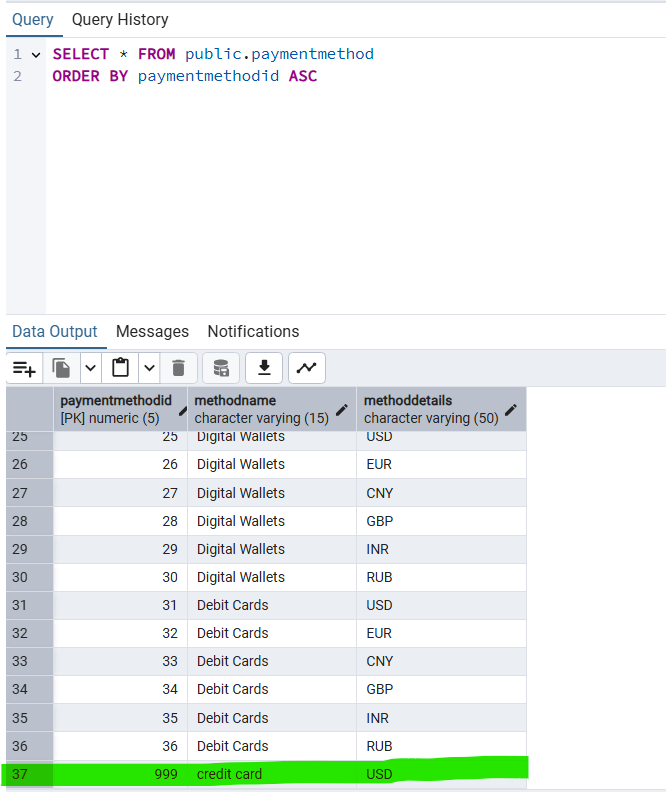 Query Query History
1 SELECT * FROM public.paymentmethod
2 ORDER BY paymentmethodid ASC
Data Output Messages Notifications
paymentmethodid methodname methoddetails
[PK] numeric (5) character varying (15) character varying (50)
25 25 Digital Wallets USD
26 26 Digital Wallets EUR
27 27 Digital Wallets CNY
28 28 Digital Wallets GBP
29 29 Digital Wallets INR
30 30 Digital Wallets RUB
31 31 Debit Cards USD
32 32 Debit Cards EUR
33 33 Debit Cards CNY
34 34 Debit Cards GBP
35 35 Debit Cards INR
36 36 Debit Cards RUB
37 999 credit card USD